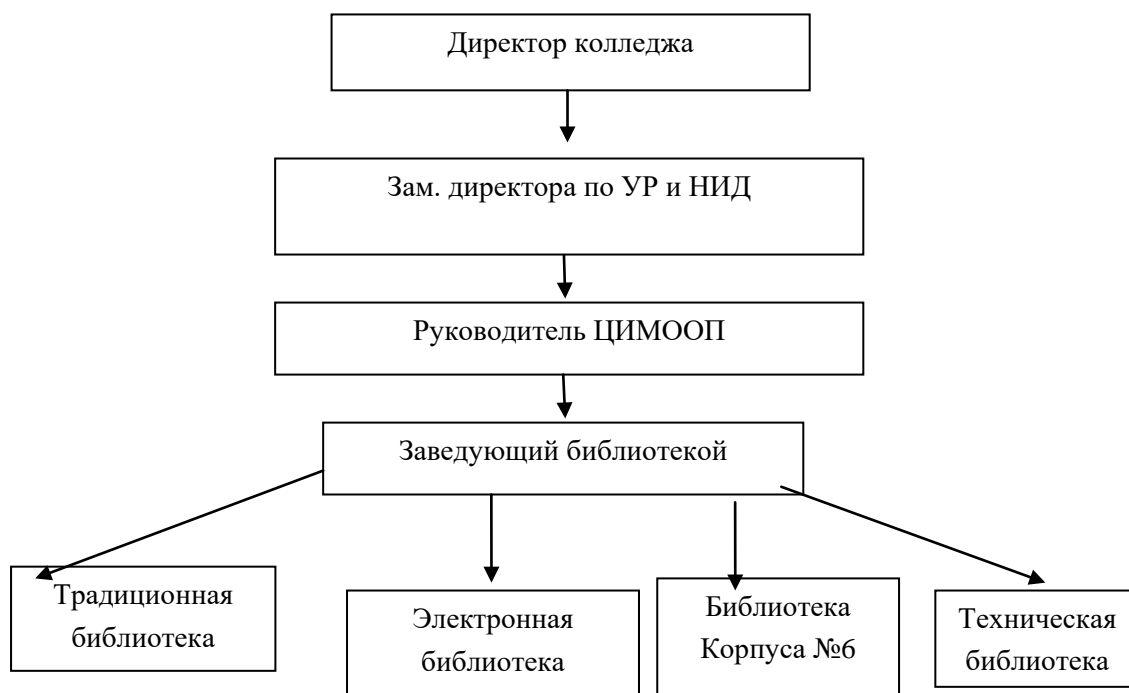 Директор колледжа
Зам. директора по УР и НИД
Руководитель ЦИМООП
Заведующий библиотекой
Традиционная
библиотека
Электронная
библиотека
Библиотека
Корпуса №6
Техническая
библиотека